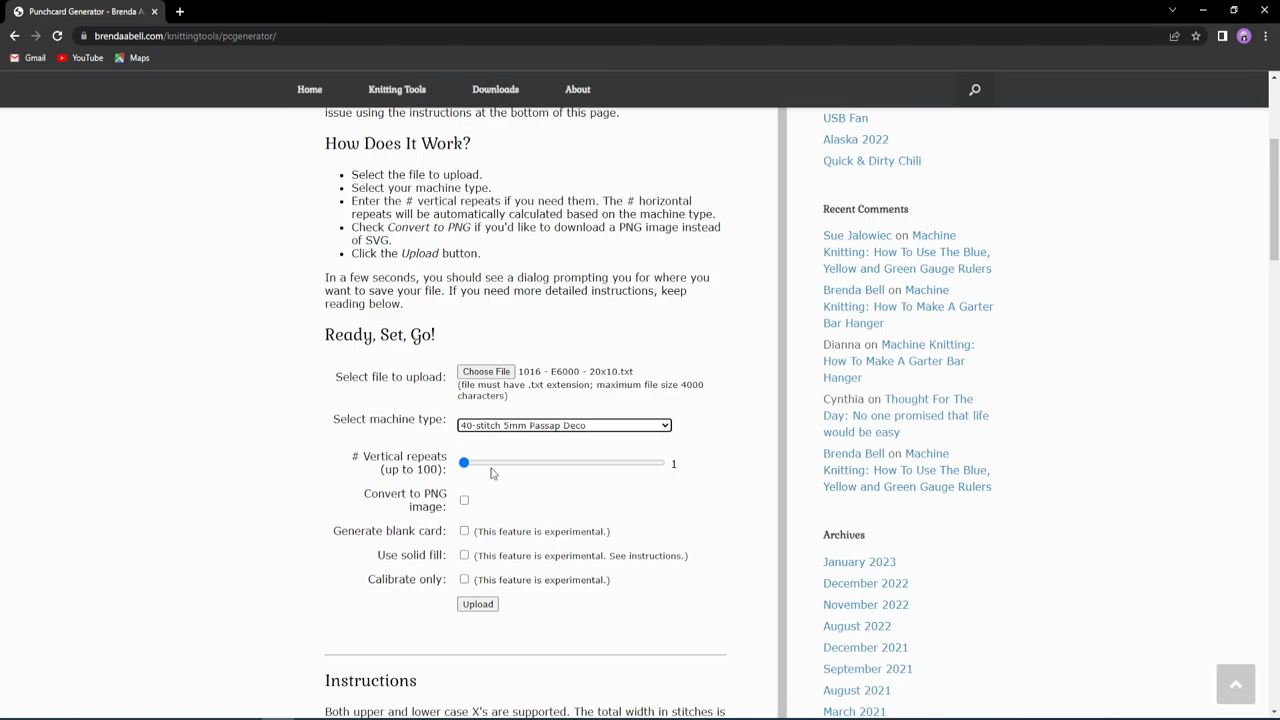 Punchcard Generator - Brenda A.
brendaabell.com/knittingtools/pcgenerator/
Gmail YouTube Maps
Home Knitting Tools Downloads About
issue using the instructions at the bottom of this page.
How Does It Work?
Select the file to upload.
Select your machine type.
Enter the # vertical repeats if you need them. The # horizontal
repeats will be automatically calculated based on the machine type.
Check Convert to PNG if you'd like to download a PNG image instead
of SVG.
Click the Upload button.
In a few seconds, you should see a dialog prompting you for where you
want to save your file. If you need more detailed instructions, keep
reading below.
Ready, Set, Go!
Select file to upload: Choose File 1016 - E6000 - 20x10.txt
(file must have .txt extension; maximum file size 4000
characters)
Select machine type: 40-stitch 5mm Passap Deco
# Vertical repeats
(up to 100): 1
Convert to PNG
image:
Generate blank card: (This feature is experimental.)
Use solid fill: (This feature is experimental. See instructions.)
Calibrate only: (This feature is experimental.)
Upload
Instructions
Both upper and lower case X's are supported. The total width in stitches is
USB Fan
Alaska 2022
Quick & Dirty Chili
Recent Comments
Sue Jalowiec on Machine
Knitting: How To Use The Blue,
Yellow and Green Gauge Rulers
Brenda Bell on Machine
Knitting: How To Make A Garter
Bar Hanger
Dianna on Machine Knitting:
How To Make A Garter Bar
Hanger
Cynthia on Thought For The
Day: No one promised that life
would be easy
Brenda Bell on Machine
Knitting: How To Use The Blue,
Yellow and Green Gauge Rulers
Archives
January 2023
December 2022
November 2022
August 2022
December 2021
September 2021
August 2021
March 2021